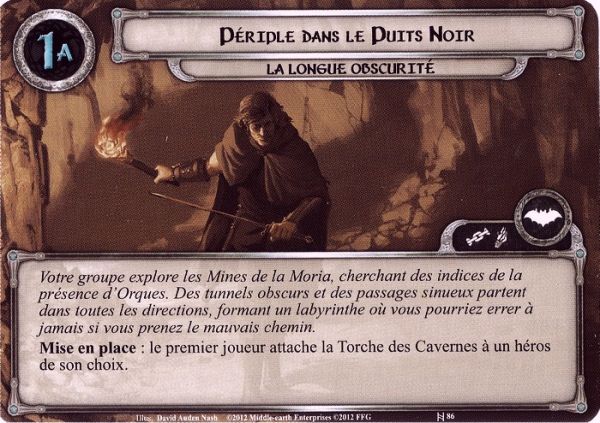 1A
Périple dans le Puits Noir
La Longue Obscurité
Votre groupe explore les Mines de la Moria, cherchant des indices de la
présence d'Orques. Des tunnels obscurs et des passages sinueux partent
dans toutes les directions, formant un labyrinthe où vous pourriez errer à
jamais si vous prenez le mauvais chemin.
Mise en place : le premier joueur attache la Torche des Cavernes à un héros
de son choix.
Illus. David Auden Nash ©2012 Middle-earth Enterprises ©2012 FFG 86